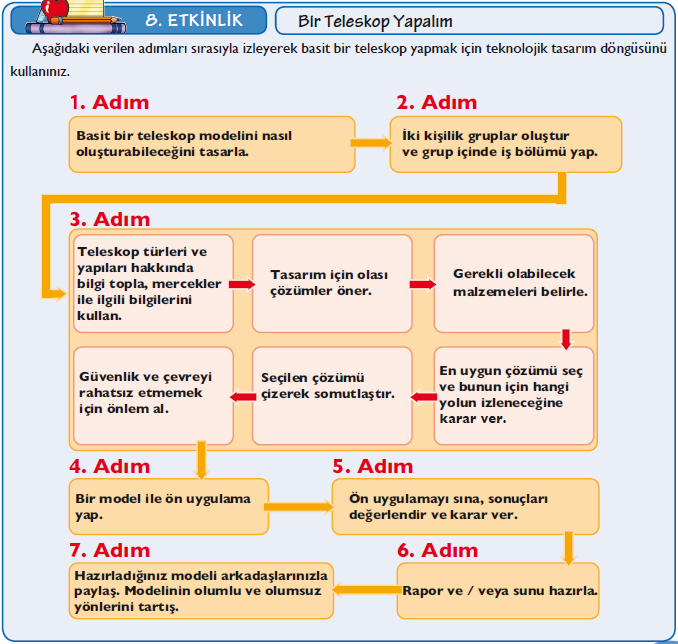 8. ETKİNLİK
Bir Teleskop Yapalım
Aşağıdaki verilen adımları sırasıyla izleyerek basit bir teleskop yapmak için teknolojik tasarım döngüsünü
kullanınız.
1. Adım
Basit bir teleskop modelini nasıl
oluşturabileceğini tasarla.
2. Adım
İki kişilik gruplar oluştur
ve grup içinde iş bölümü yap.
3. Adım
Teleskop türleri ve
yapıları hakkında
bilgi topla, mercekler
ile ilgili bilgilerini
kullan.
Tasarım için olası
çözümler öner.
Gerekli olabilecek
malzemeleri belirle.
En uygun çözümü seç
ve bunun için hangi
yolun izleneceğine
karar ver.
Seçilen çözümü
çizerek somutlaştır.
Güvenlik ve çevreyi
rahatsız etmemek
için önlem al.
4. Adım
Bir model ile ön uygulama
yap.
5. Adım
Ön uygulamayı sına, sonuçları
değerlendir ve karar ver.
6. Adım
Rapor ve / veya sunu hazırla.
7. Adım
Hazırladığınız modeli arkadaşlarınızla
paylaş. Modelinin olumlu ve olumsuz
yönlerini tartış.